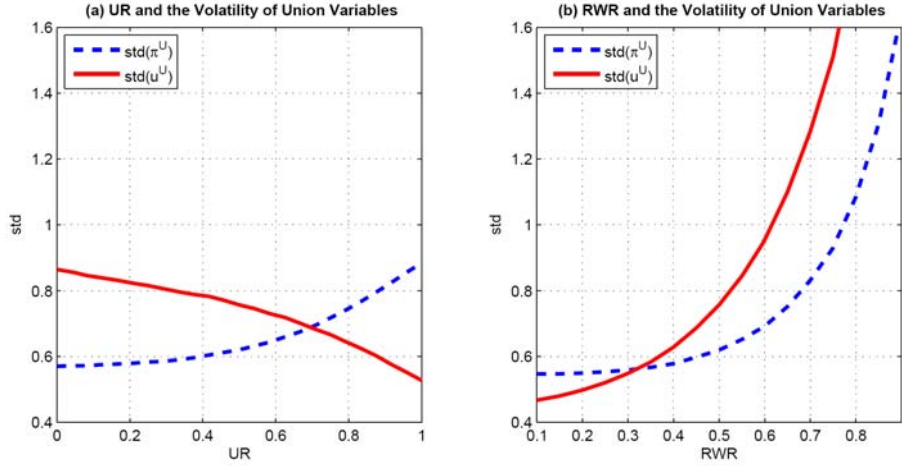 (a) UR and the Volatility of Union Variables
1.6
1.4
1.2
1
0.8
0.6
0.4
std
std(π^U)
std(u^U)
0 0.2 0.4 0.6 0.8 1
UR
(b) RWR and the Volatility of Union Variables
1.6
1.4
1.2
1
0.8
0.6
0.4
std
std(π^U)
std(u^U)
0.1 0.2 0.3 0.4 0.5 0.6 0.7 0.8
RWR